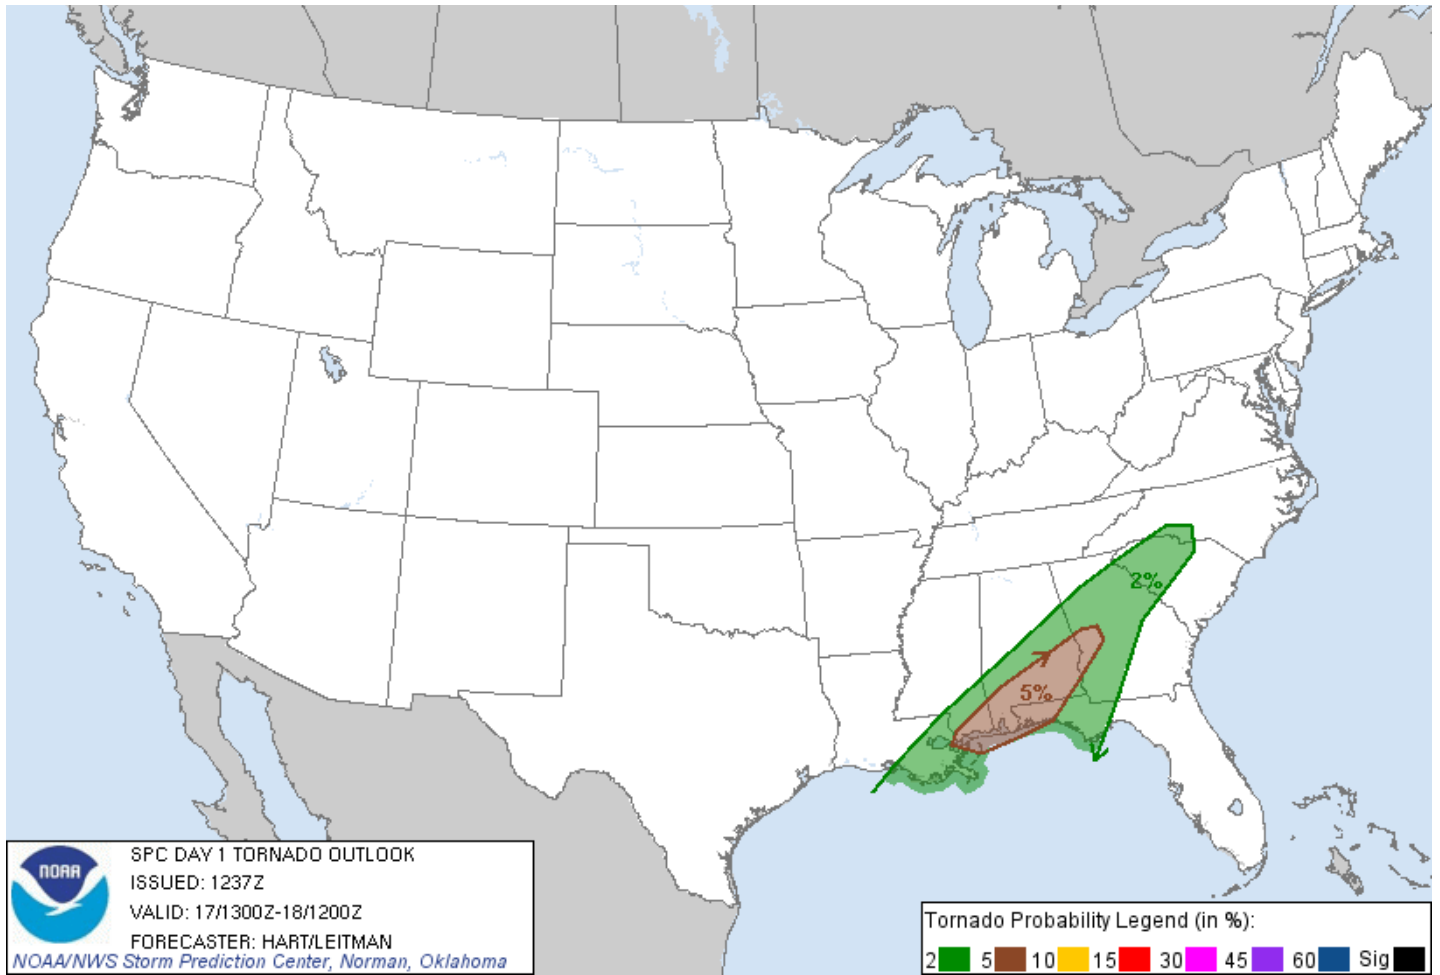 2%
5%
NOAA
SPC DAY 1 TORNADO OUTLOOK
ISSUED: 1237Z
VALID: 17/1300Z-18/1200Z
FORECASTER: HART/LEITMAN
NOAA/NWS Storm Prediction Center, Norman, Oklahoma
Tornado Probability Legend (in %):
2 5 10 15 30 45 60 Sig